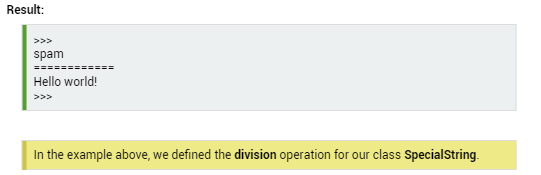 Result:
>>>
spam
============
Hello world!
>>>
In the example above, we defined the division operation for our class SpecialString.